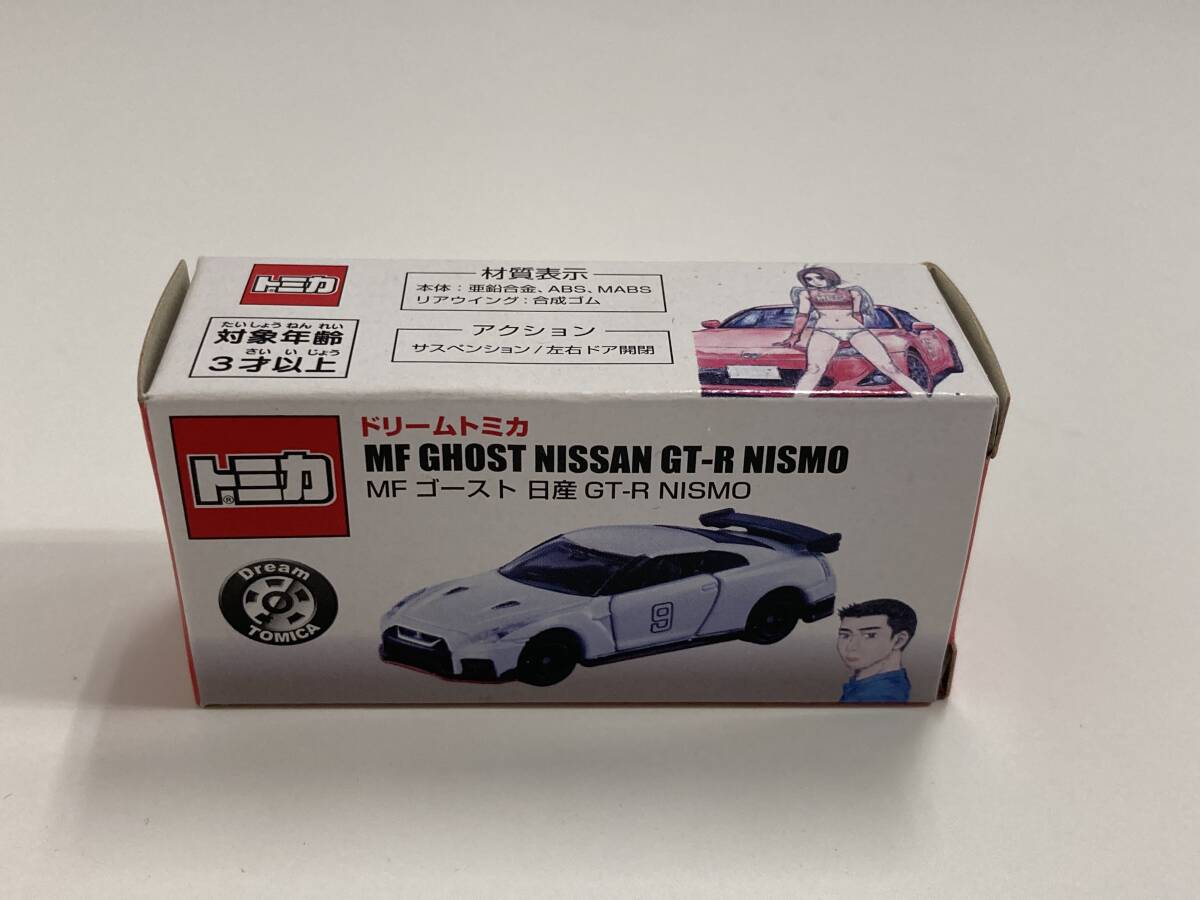 トミカ
たいしょう ねん れい
対象年齢
さい い じょう
3才以上
材質表示
本体:亜鉛合金、ABS、MABS
リアウイング:合成ゴム
アクション
サスペンション/左右ドア開閉
トミカ®
ドリームトミカ
MF GHOST NISSAN GT-R NISMO
MF ゴースト 日産 GT-R NISMO
Dream
TOMICA
9